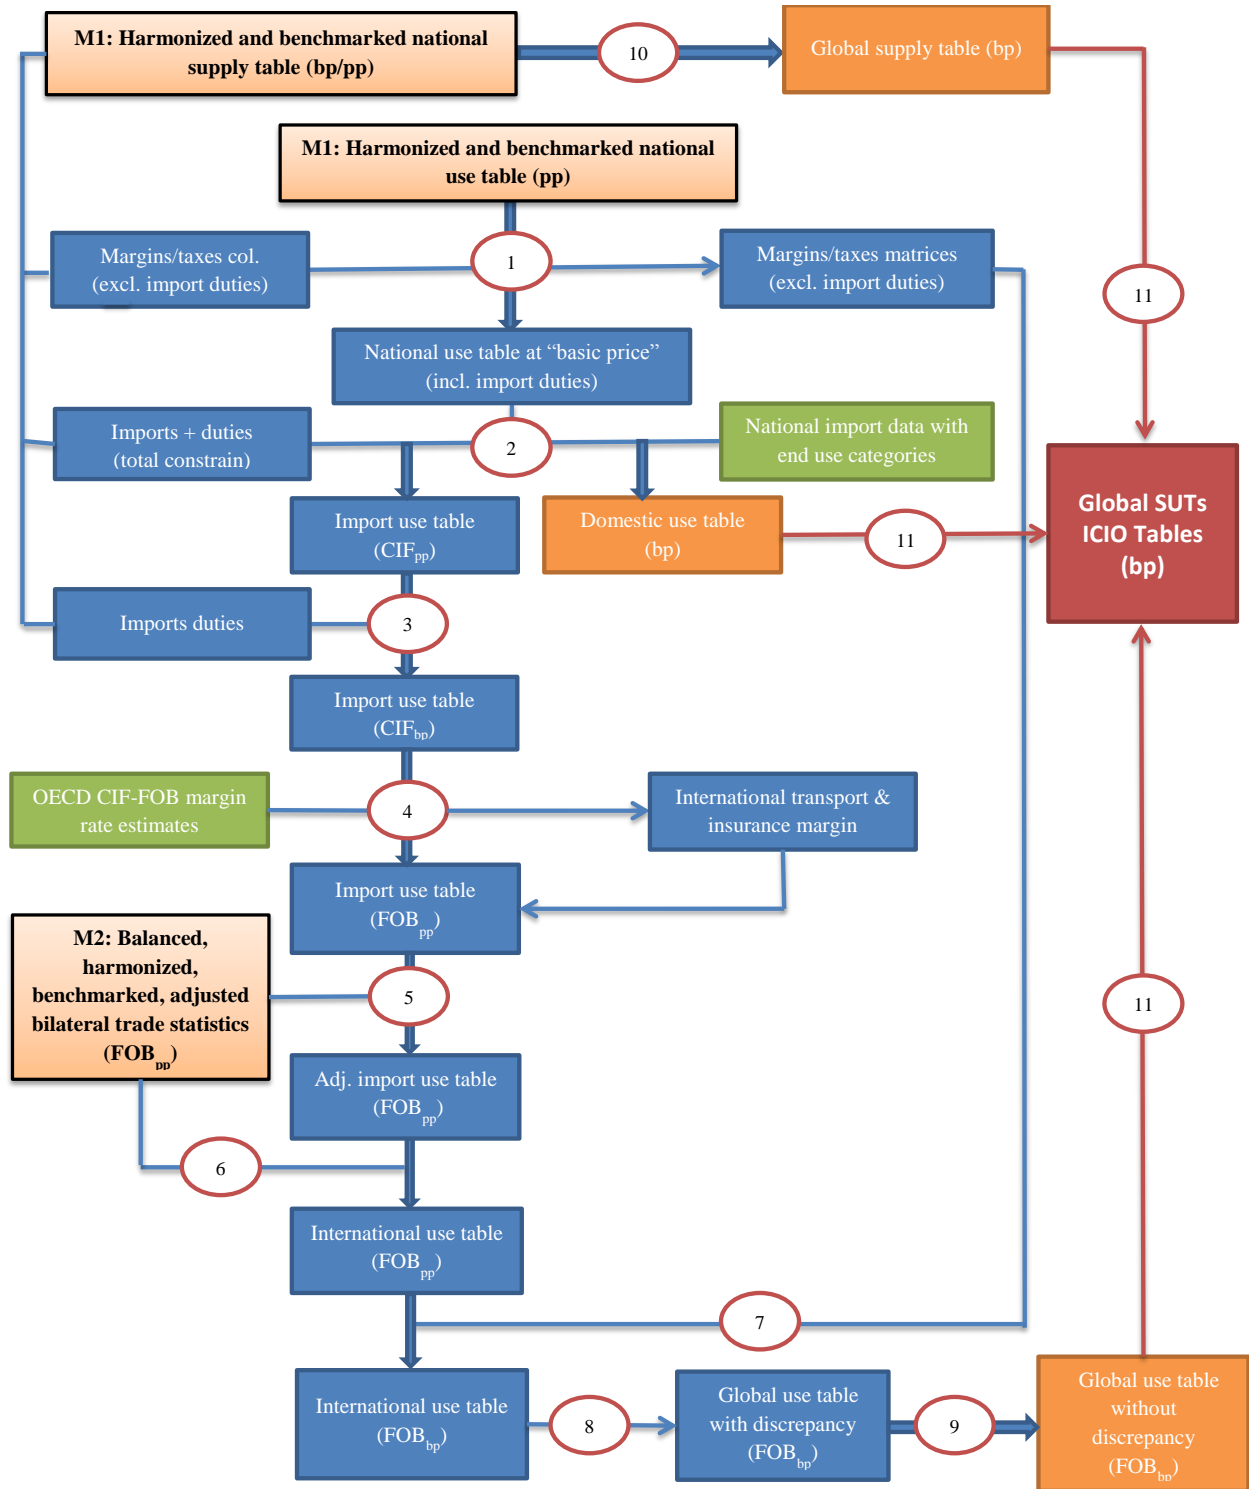 M1: Harmonized and benchmarked national
supply table (bp/pp)
10
Global supply table (bp)
M1: Harmonized and benchmarked national
use table (pp)
Margins/taxes col.
(excl. import duties)
1
Margins/taxes matrices
(excl. import duties)
11
National use table at “basic price”
(incl. import duties)
Imports + duties
(total constrain)
2
National import data with
end use categories
Import use table
(CIFpp)
Domestic use table
(bp)
11
Global SUTs
ICIO Tables
(bp)
Imports duties
3
Import use table
(CIFbp)
OECD CIF-FOB margin
rate estimates
4
International transport &
insurance margin
Import use table
(FOBpp)
M2: Balanced,
harmonized,
benchmarked, adjusted
bilateral trade statistics
(FOBpp)
5
11
Adj. import use table
(FOBpp)
6
International use table
(FOBpp)
7
International use table
(FOBbp)
8
Global use table
with discrepancy
(FOBbp)
9
Global use table
without
discrepancy
(FOBbp)